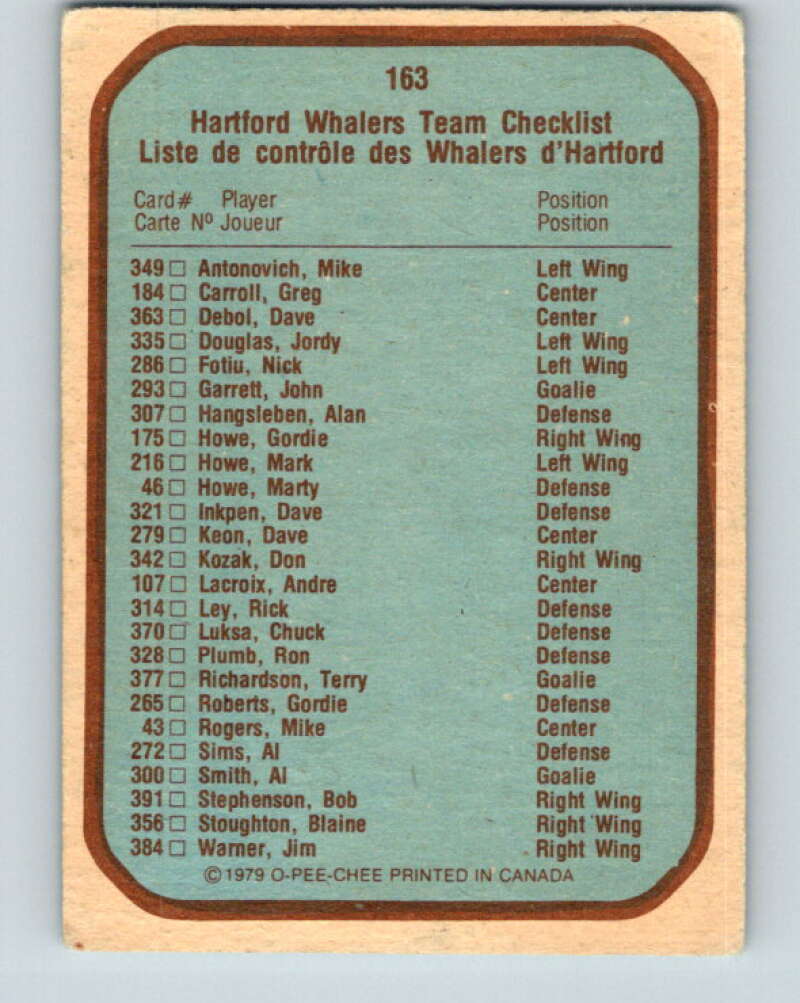 163
Hartford Whalers Team Checklist
Liste de contrôle des Whalers d'Hartford
Card# Player Position
Carte Nº Joueur Position
349 □ Antonovich, Mike Left Wing
184 □ Carroll, Greg Center
363 □ Debol, Dave Center
335 □ Douglas, Jordy Left Wing
286 □ Fotiu, Nick Left Wing
293 □ Garrett, John Goalie
307 □ Hangsleben, Alan Defense
175 □ Howe, Gordie Right Wing
216 □ Howe, Mark Left Wing
46 □ Howe, Marty Defense
321 □ Inkpen, Dave Defense
279 □ Keon, Dave Center
342 □ Kozak, Don Right Wing
107 □ Lacroix, Andre Center
314 □ Ley, Rick Defense
370 □ Luksa, Chuck Defense
328 □ Plumb, Ron Defense
377 □ Richardson, Terry Goalie
265 □ Roberts, Gordie Defense
43 □ Rogers, Mike Center
272 □ Sims, Al Defense
300 □ Smith, Al Goalie
391 □ Stephenson, Bob Right Wing
356 □ Stoughton, Blaine Right Wing
384 □ Warner, Jim Right Wing
© 1979 O-PEE-CHEE PRINTED IN CANADA